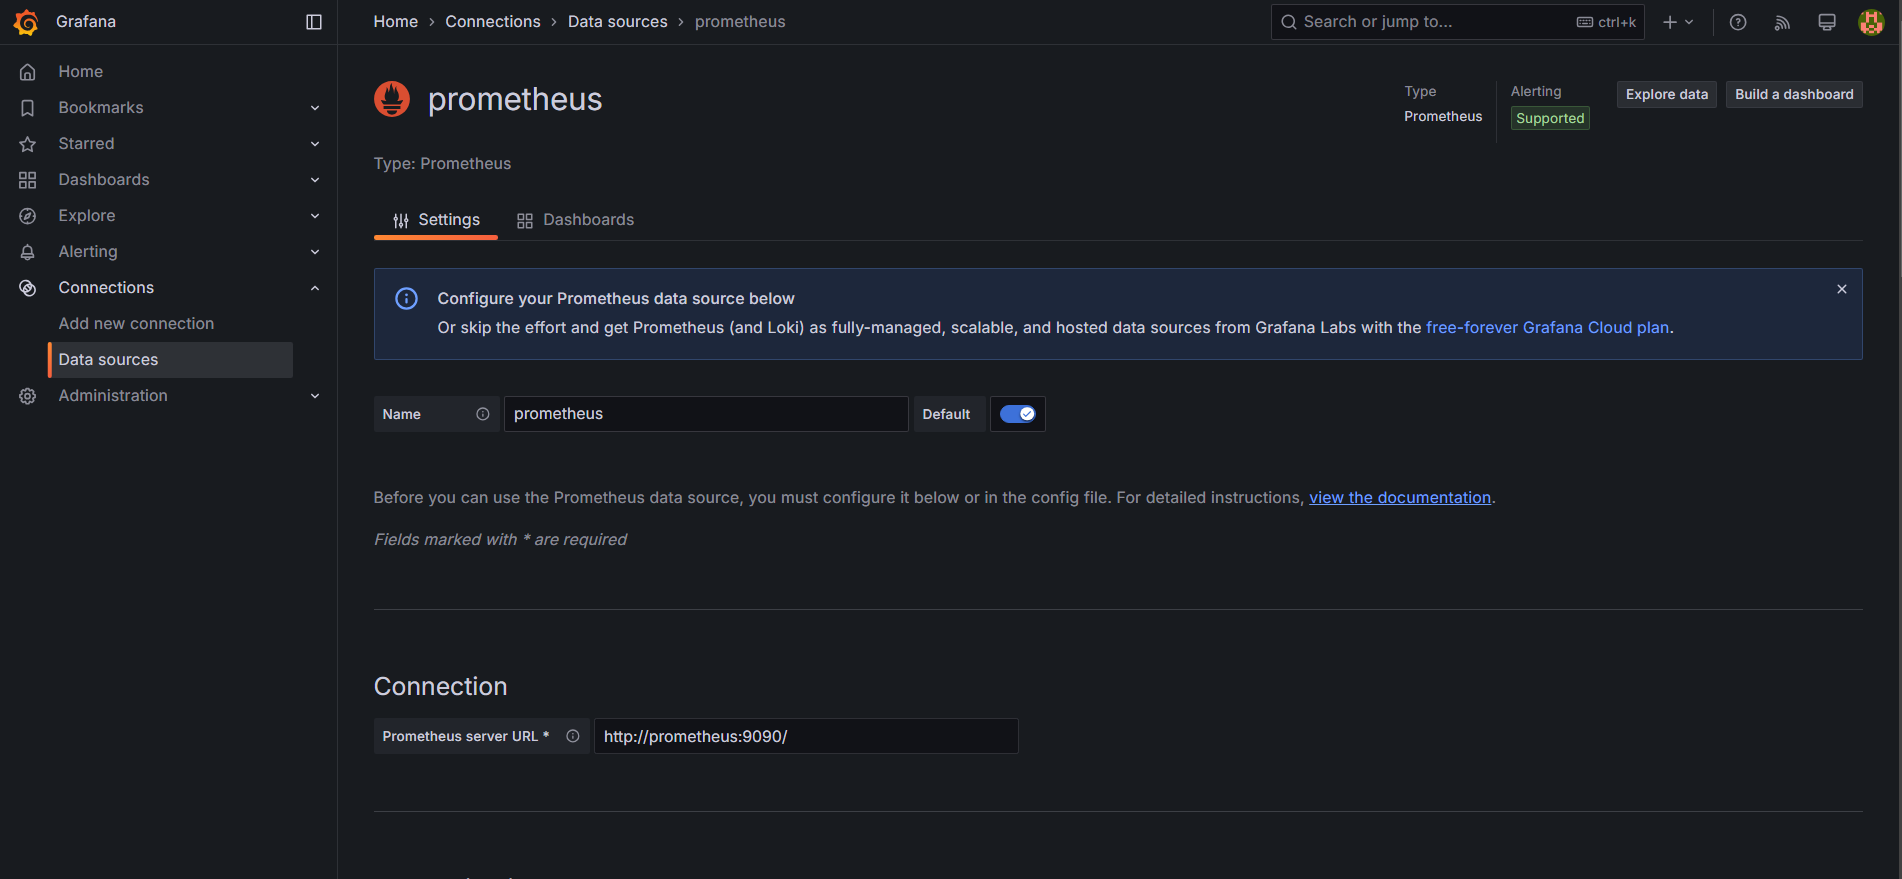 Grafana
Home
Bookmarks
Starred
Dashboards
Explore
Alerting
Connections
Add new connection
Data sources
Administration
Home > Connections > Data sources > prometheus
Search or jump to... ctrl+k
prometheus
Type
Prometheus
Alerting
Supported
Explore data
Build a dashboard
Type: Prometheus
Settings
Dashboards
Configure your Prometheus data source below
Or skip the effort and get Prometheus (and Loki) as fully-managed, scalable, and hosted data sources from Grafana Labs with the free-forever Grafana Cloud plan.
Name prometheus Default
Before you can use the Prometheus data source, you must configure it below or in the config file. For detailed instructions, view the documentation.
Fields marked with * are required
Connection
Prometheus server URL * http://prometheus:9090/